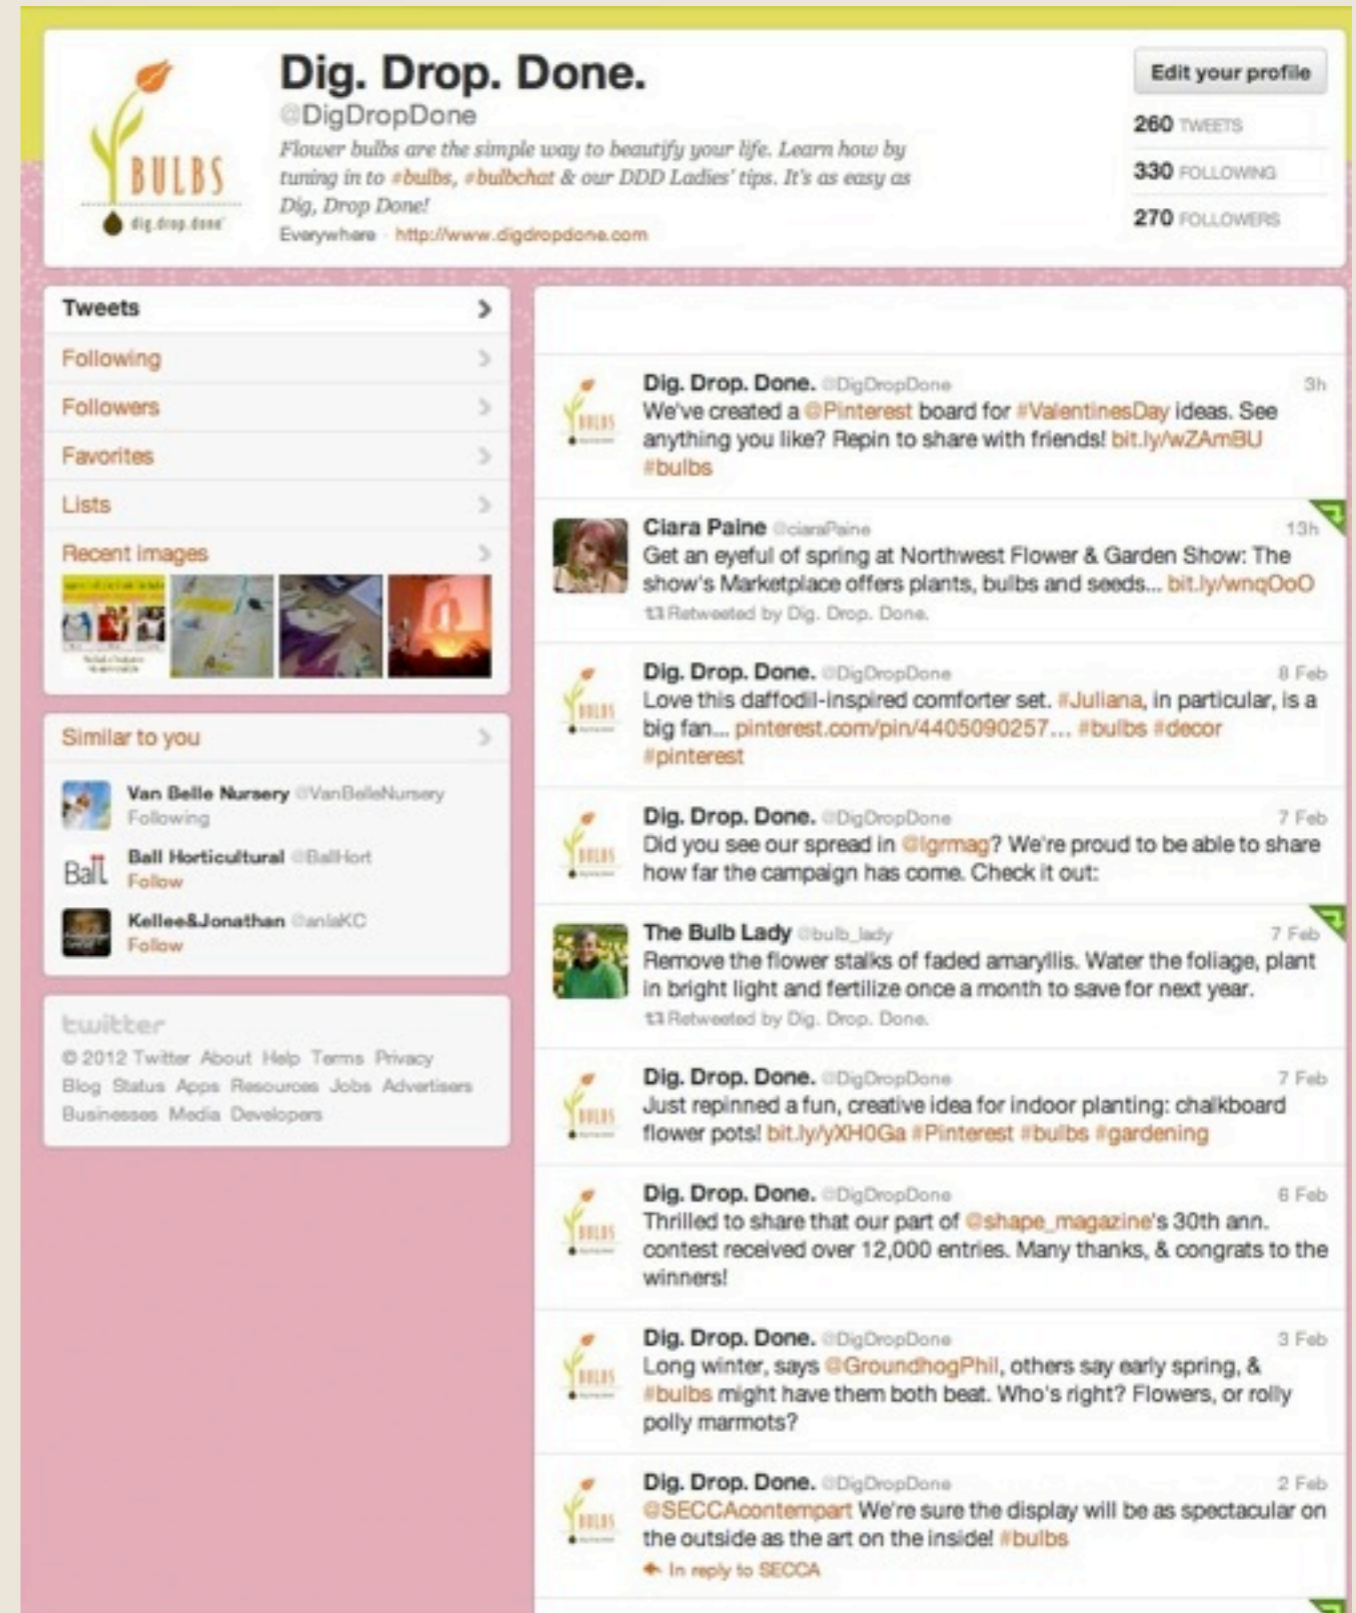 Dig. Drop. Done.
@DigDropDone
Flower bulbs are the simple way to beautify your life. Learn how by
tuning in to #bulbs, #bulbchat & our DDD Ladies' tips. It's as easy as
Dig, Drop Done!
Everywhere · http://www.digdropdone.com
BULBS
dig.drop.done
Edit your profile
260 TWEETS
330 FOLLOWING
270 FOLLOWERS
Tweets
Following
Followers
Favorites
Lists
Recent images
Similar to you
Van Belle Nursery @VanBelleNursery
Following
Ball
Ball Horticultural @BallHort
Follow
Kellee&Jonathan @anlaKC
Follow
twitter
© 2012 Twitter About Help Terms Privacy
Blog Status Apps Resources Jobs Advertisers
Businesses Media Developers
Dig. Drop. Done. @DigDropDone 3h
We've created a @Pinterest board for #ValentinesDay ideas. See
anything you like? Repin to share with friends! bit.ly/wZAmBU
#bulbs
Ciara Paine @ciaraPaine 13h
Get an eyeful of spring at Northwest Flower & Garden Show: The
show's Marketplace offers plants, bulbs and seeds... bit.ly/wnqOoO
Retweeted by Dig. Drop. Done.
Dig. Drop. Done. @DigDropDone 8 Feb
Love this daffodil-inspired comforter set. #Juliana, in particular, is a
big fan... pinterest.com/pin/4405090257... #bulbs #decor
#pinterest
Dig. Drop. Done. @DigDropDone 7 Feb
Did you see our spread in @lgrmag? We're proud to be able to share
how far the campaign has come. Check it out:
The Bulb Lady @bulb_lady 7 Feb
Remove the flower stalks of faded amaryllis. Water the foliage, plant
in bright light and fertilize once a month to save for next year.
Retweeted by Dig. Drop. Done.
Dig. Drop. Done. @DigDropDone 7 Feb
Just repinned a fun, creative idea for indoor planting: chalkboard
flower pots! bit.ly/yXH0Ga #Pinterest #bulbs #gardening
Dig. Drop. Done. @DigDropDone 6 Feb
Thrilled to share that our part of @shape_magazine's 30th ann.
contest received over 12,000 entries. Many thanks, & congrats to the
winners!
Dig. Drop. Done. @DigDropDone 3 Feb
Long winter, says @GroundhogPhil, others say early spring, &
#bulbs might have them both beat. Who's right? Flowers, or rolly
polly marmots?
Dig. Drop. Done. @DigDropDone 2 Feb
@SECCAcontempart We're sure the display will be as spectacular on
the outside as the art on the inside! #bulbs
In reply to SECCA